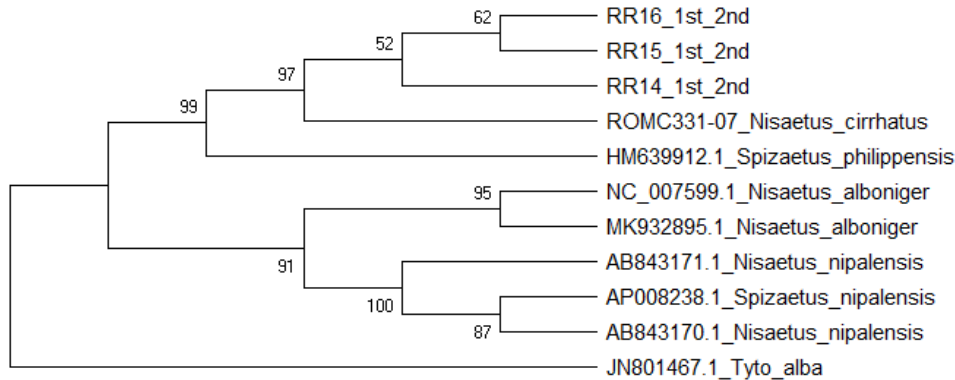 62
RR16_1st_2nd
52
RR15_1st_2nd
97
RR14_1st_2nd
99
ROMC331-07_Nisaetus_cirrhatus
HM639912.1_Spizaetus_philippensis
95
NC_007599.1_Nisaetus_alboniger
MK932895.1_Nisaetus_alboniger
91
AB843171.1_Nisaetus_nipalensis
100
AP008238.1_Spizaetus_nipalensis
87
AB843170.1_Nisaetus_nipalensis
JN801467.1_Tyto_alba